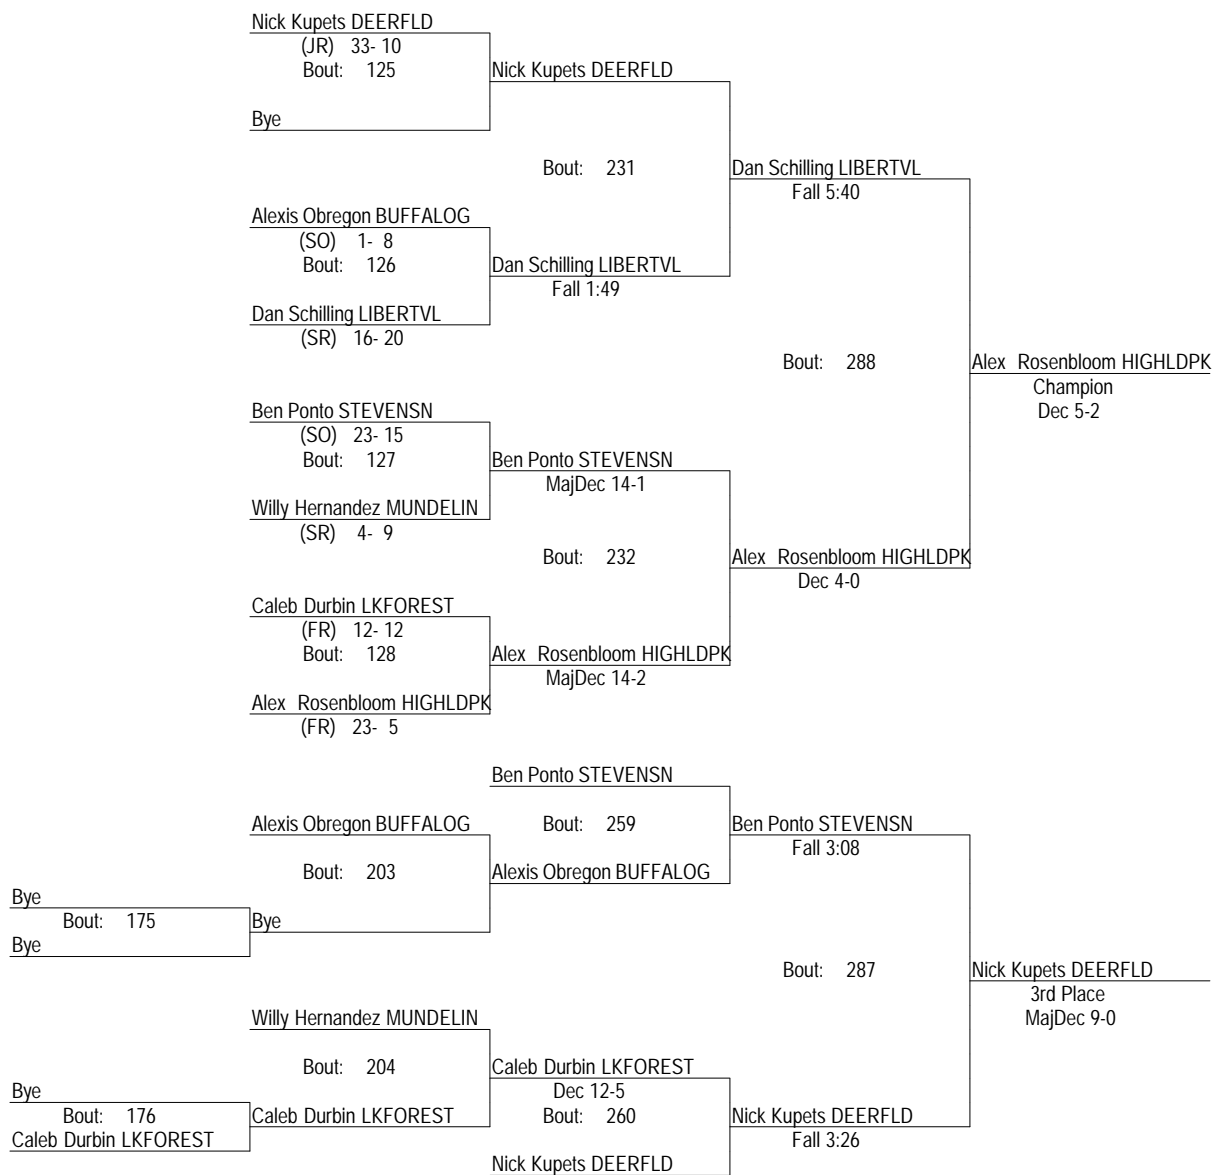 Nick Kupets DEERFLD
(JR) 33- 10
Bout: 125
Nick Kupets DEERFLD
Bye
Bout: 231
Dan Schilling LIBERTVL
Fall 5:40
Alexis Obregon BUFFALOG
(SO) 1- 8
Bout: 126
Dan Schilling LIBERTVL
Fall 1:49
Dan Schilling LIBERTVL
(SR) 16- 20
Bout: 288
Alex Rosenbloom HIGHLDPK
Champion
Dec 5-2
Ben Ponto STEVENSN
(SO) 23- 15
Bout: 127
Ben Ponto STEVENSN
MajDec 14-1
Willy Hernandez MUNDELIN
(SR) 4- 9
Bout: 232
Alex Rosenbloom HIGHLDPK
Dec 4-0
Caleb Durbin LKFOREST
(FR) 12- 12
Bout: 128
Alex Rosenbloom HIGHLDPK
MajDec 14-2
Alex Rosenbloom HIGHLDPK
(FR) 23- 5
Ben Ponto STEVENSN
Alexis Obregon BUFFALOG
Bout: 259
Ben Ponto STEVENSN
Fall 3:08
Bout: 203
Alexis Obregon BUFFALOG
Bye
Bout: 175
Bye
Bye
Bout: 287
Nick Kupets DEERFLD
3rd Place
MajDec 9-0
Willy Hernandez MUNDELIN
Bout: 204
Caleb Durbin LKFOREST
Dec 12-5
Bye
Bout: 176
Caleb Durbin LKFOREST
Bout: 260
Nick Kupets DEERFLD
Fall 3:26
Caleb Durbin LKFOREST
Nick Kupets DEERFLD